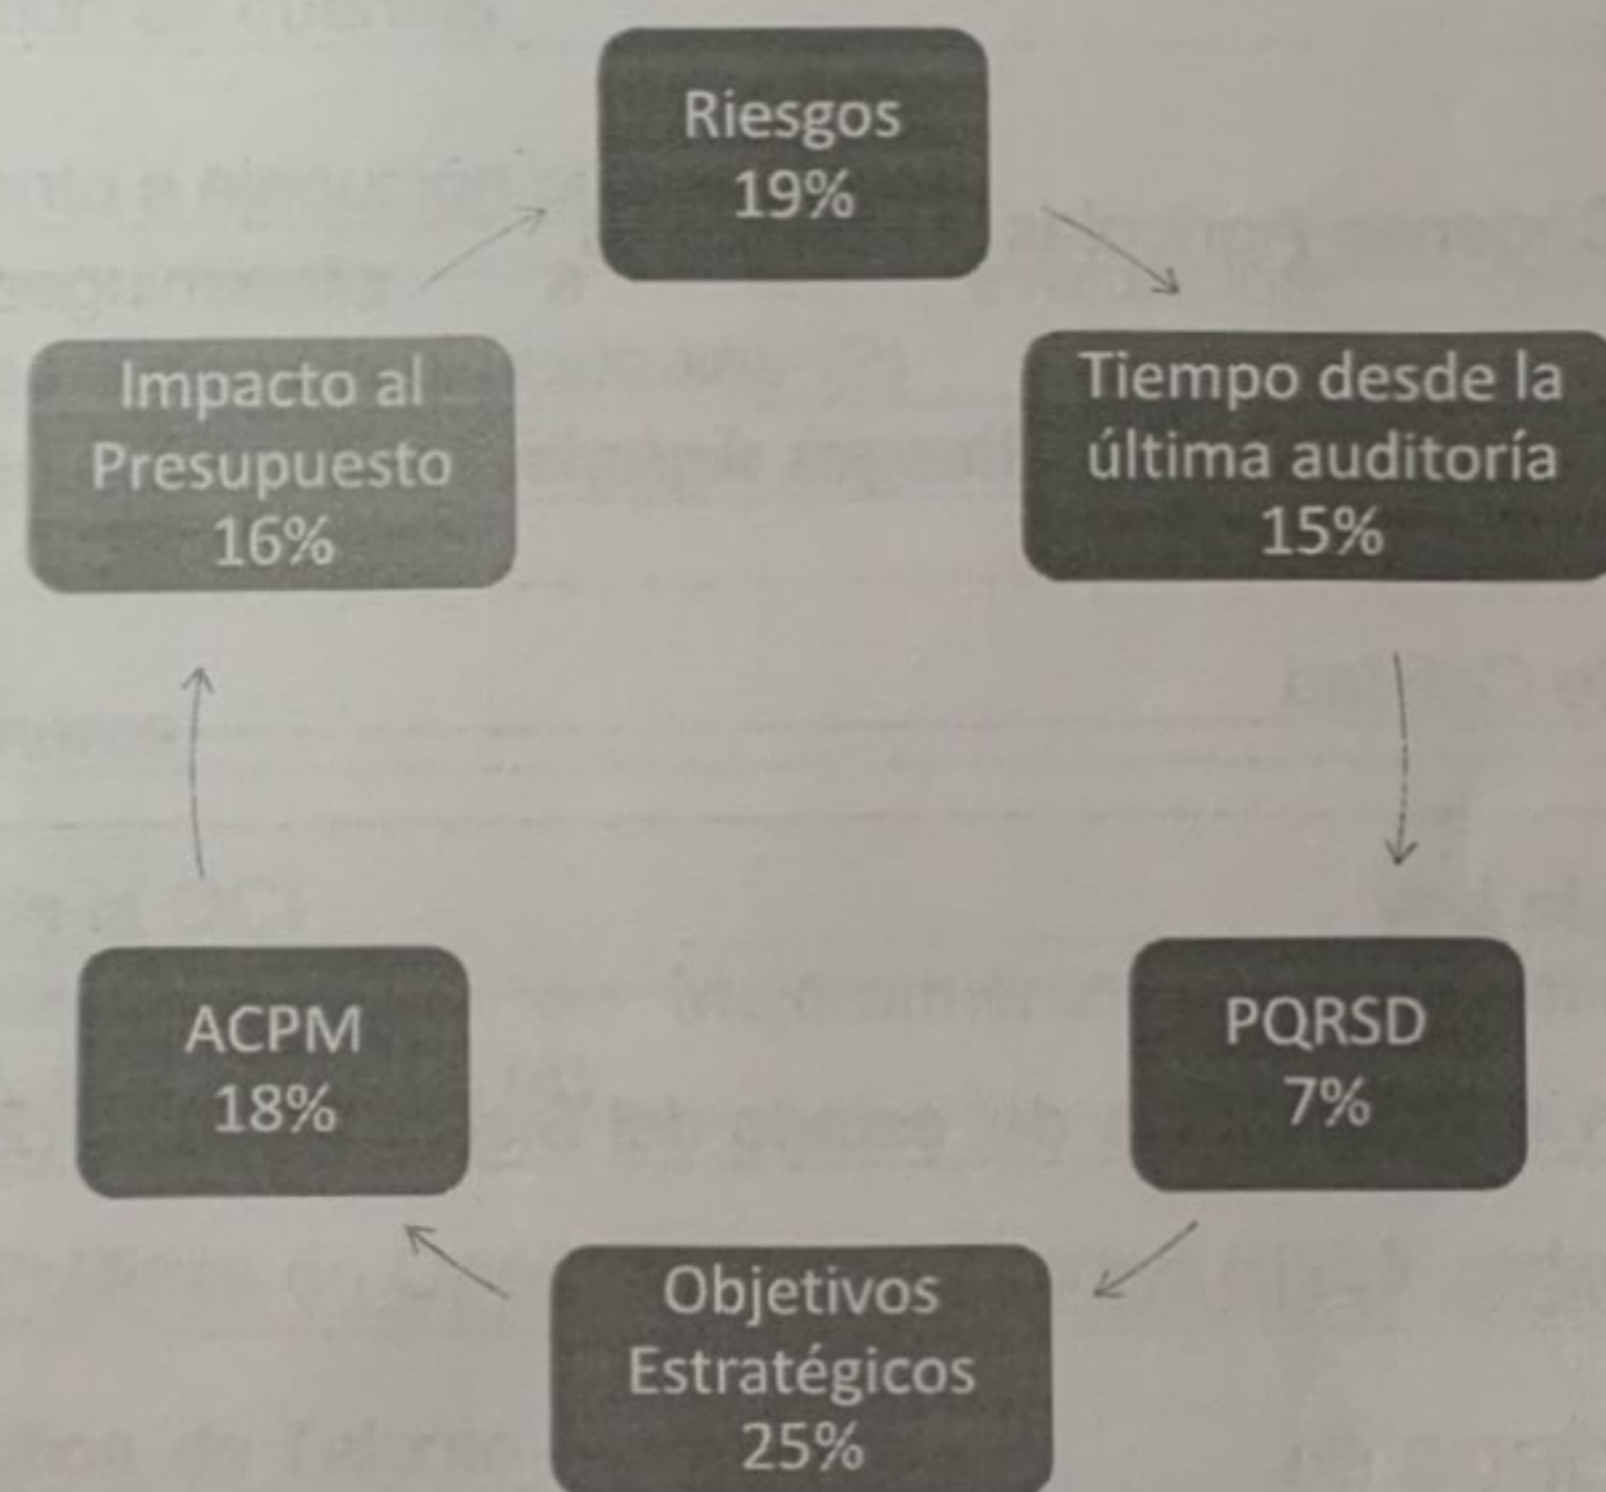 Riesgos
19%
Tiempo desde la
última auditoría
15%
PQRSD
7%
Objetivos
Estratégicos
25%
ACPM
18%
Impacto al
Presupuesto
16%